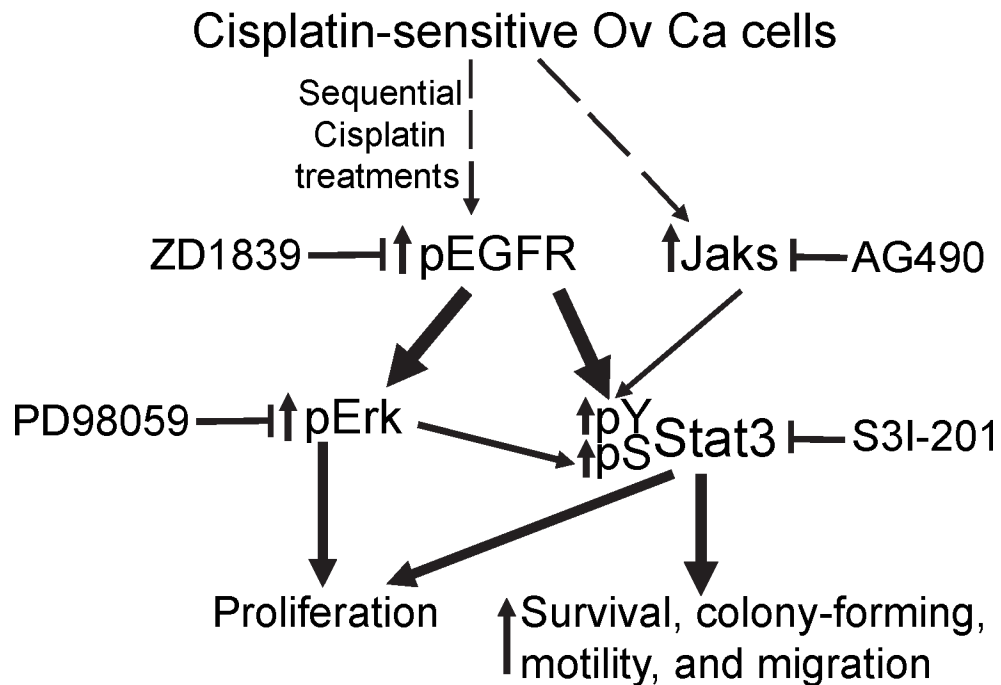 Cisplatin-sensitive Ov Ca cells
Sequential
Cisplatin
treatments
ZD1839
pEGFR
Jaks
AG490
PD98059
pErk
pY
pS
Stat3
S3I-201
Proliferation
Survival, colony-forming,
motility, and migration